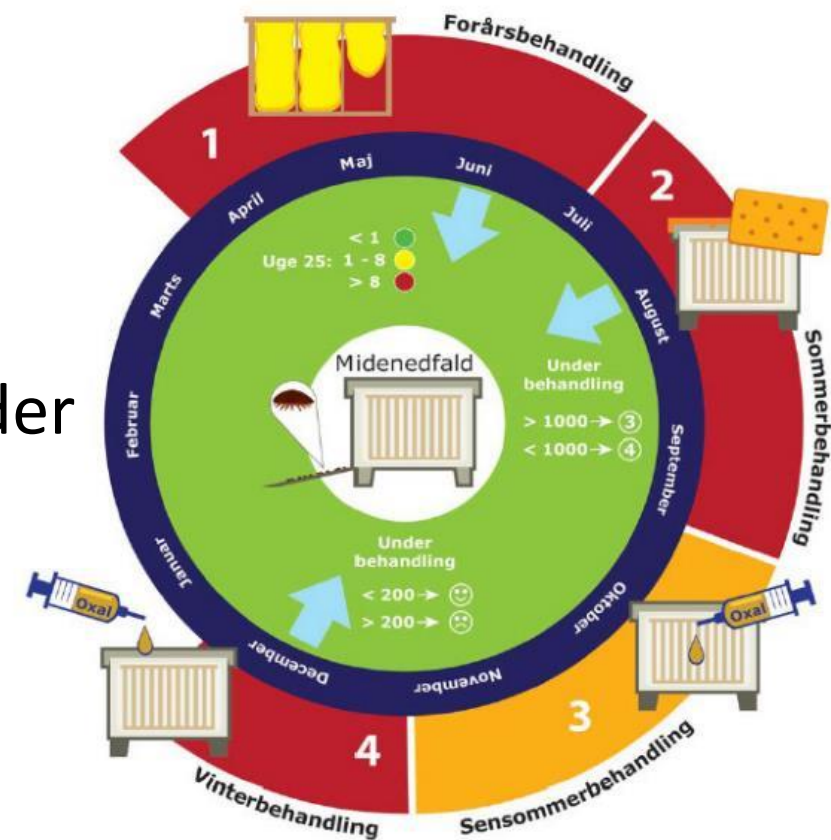 Forårsbehandling
1
2
Maj
Juni
April
Juli
Marts
August
Februar
September
Januar
Oktober
December
November
< 1
Uge 25: 1 - 8
> 8
Midenedfald
Under
behandling
> 1000 → 3
< 1000 → 4
Under
behandling
< 200 →
> 200 →
der
Sommerbehandling
Oxal
Oxal
3
4
Vinterbehandling
Sensommerbehandling